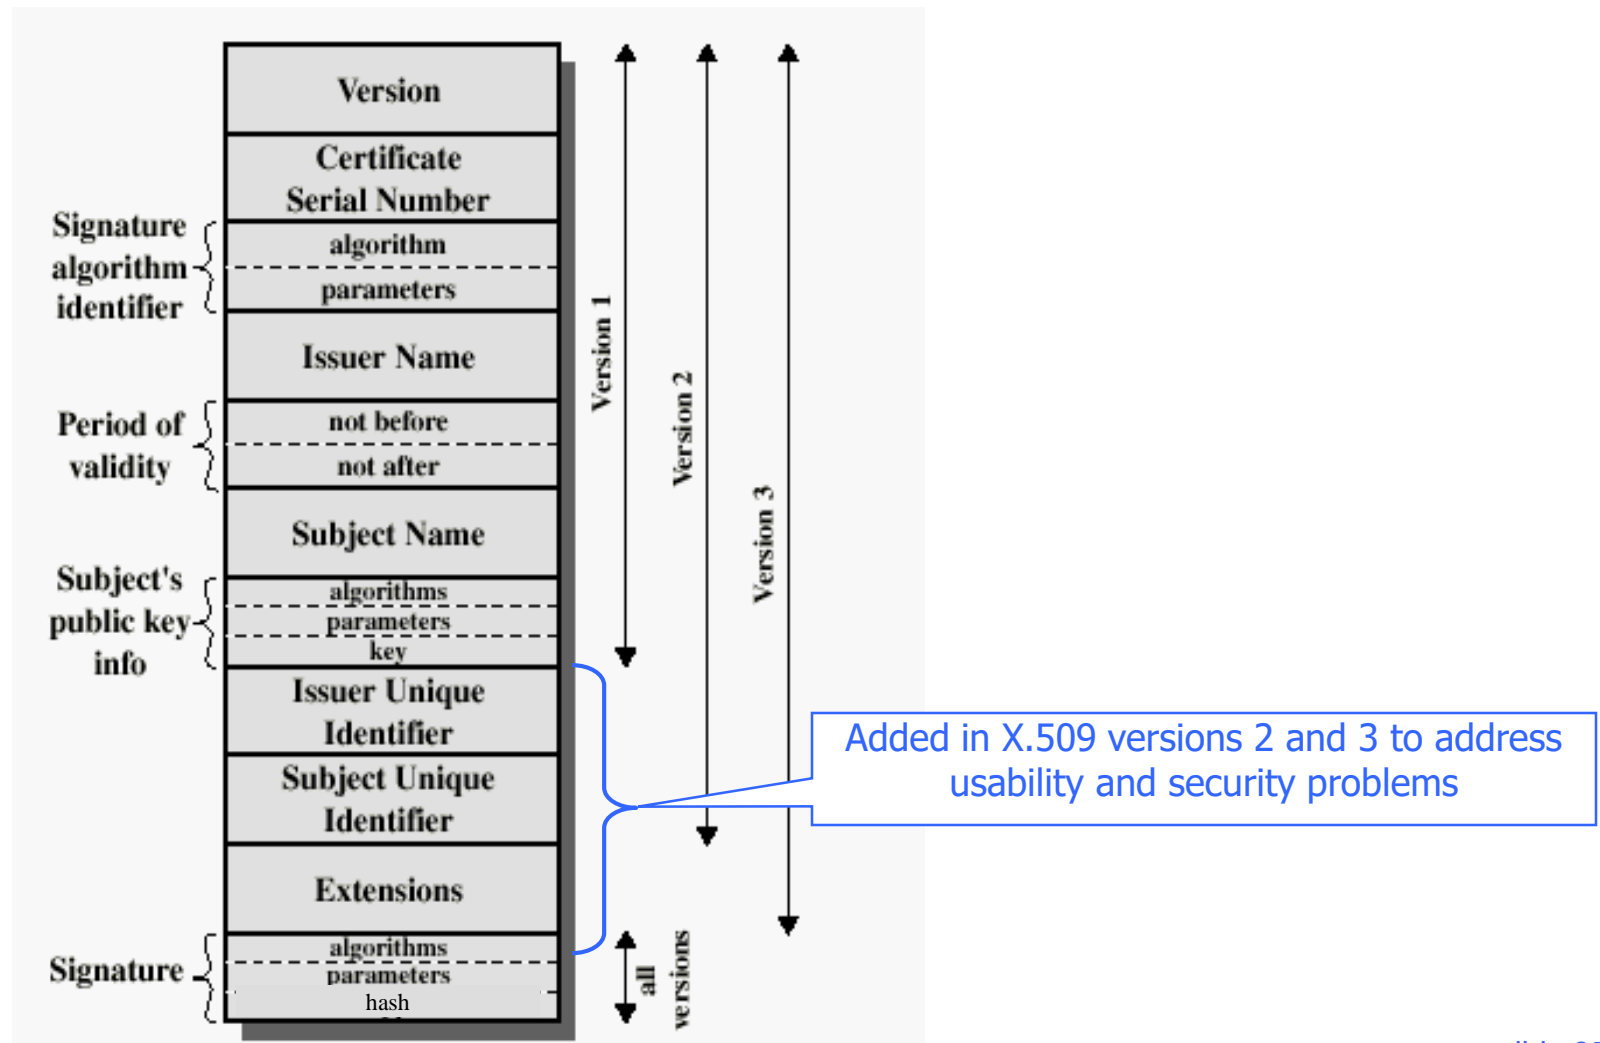 Version
Certificate
Serial Number
Signature
algorithm
identifier
algorithm
parameters
Issuer Name
Period of
validity
not before
not after
Subject Name
Subject's
public key
info
algorithms
parameters
key
Issuer Unique
Identifier
Subject Unique
Identifier
Extensions
Signature
algorithms
parameters
hash
Version 1
Version 2
Version 3
all
versions
Added in X.509 versions 2 and 3 to address
usability and security problems